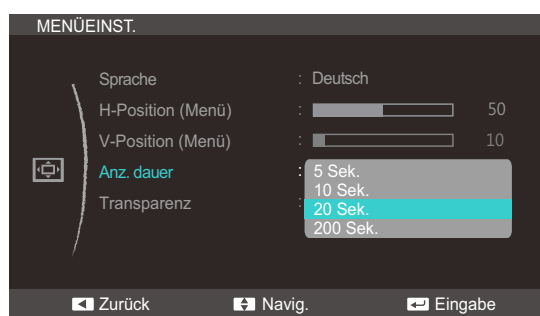 MENÜEINST.
Sprache : Deutsch
H-Position (Menü) : 50
V-Position (Menü) : 10
Anz. dauer : 5 Sek.
10 Sek.
Transparenz : 20 Sek.
200 Sek.
Zurück Navig. Eingabe